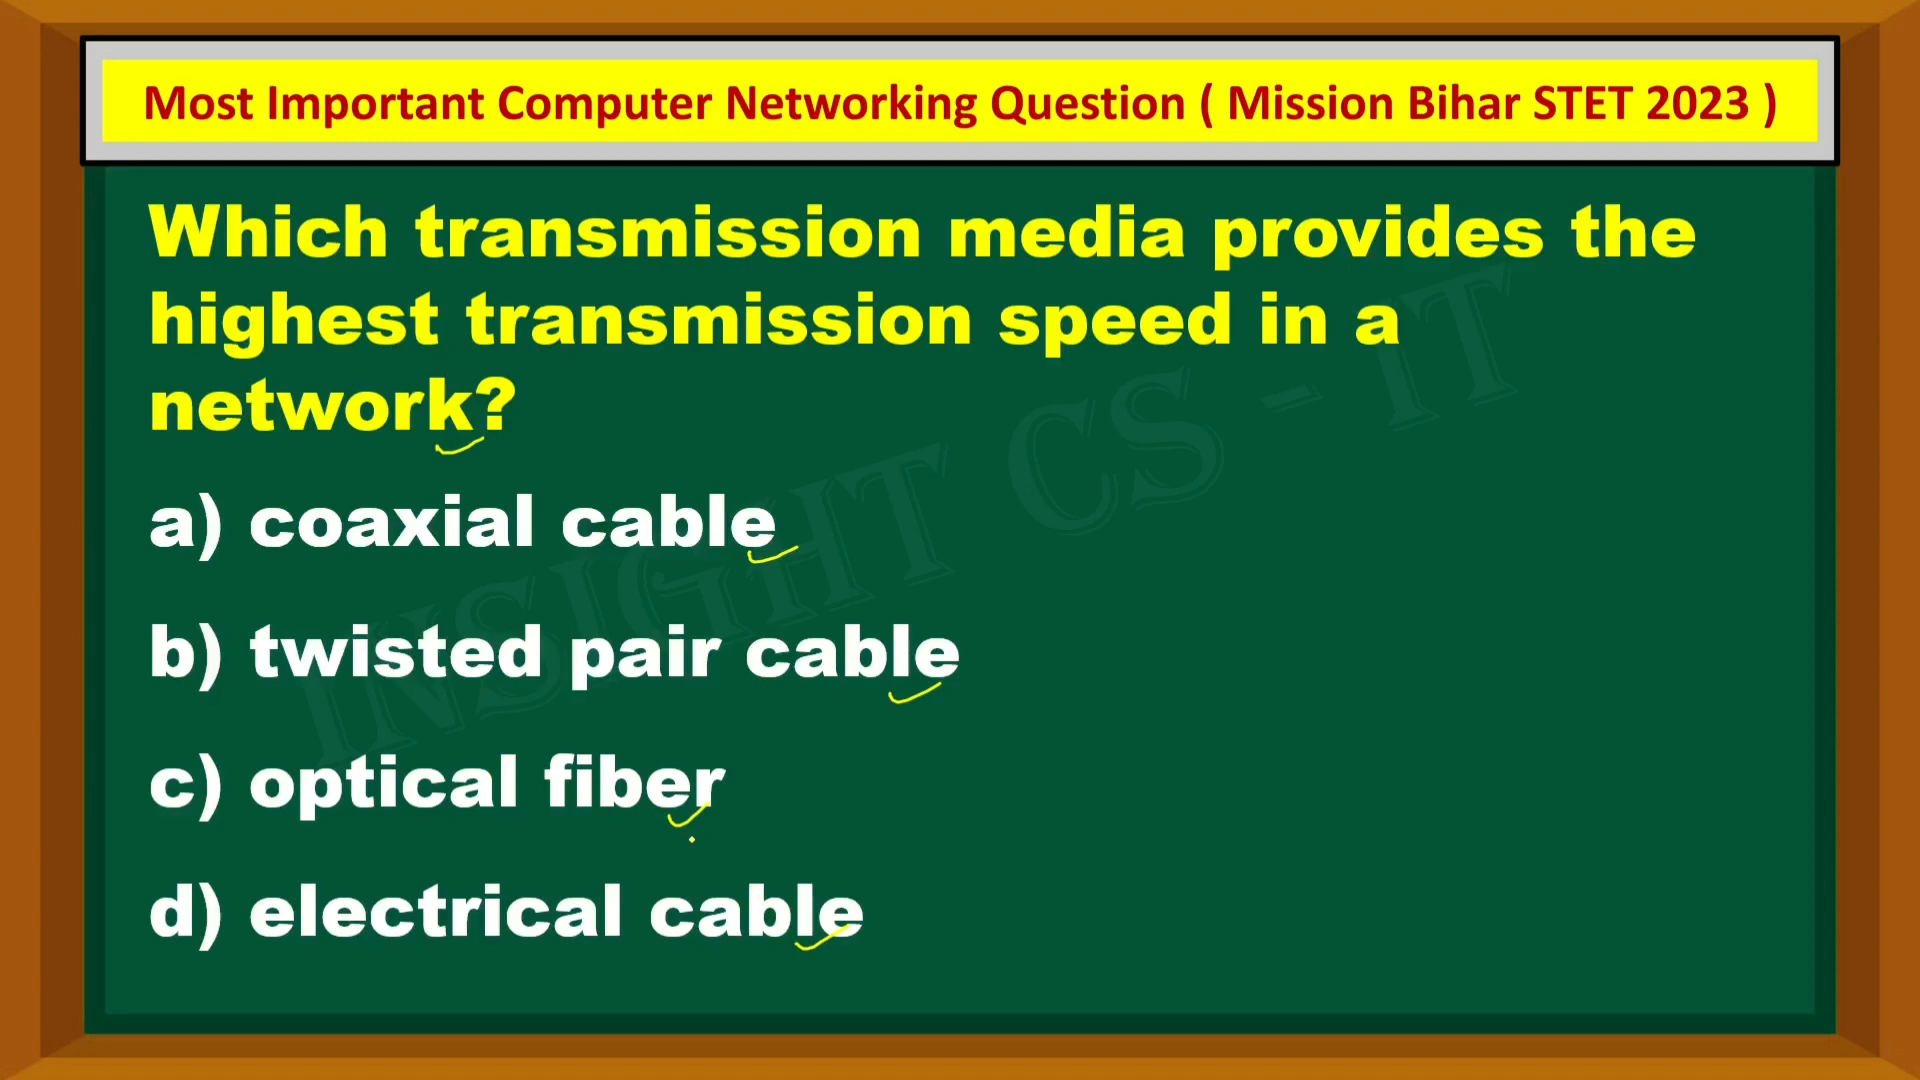 Most Important Computer Networking Question ( Mission Bihar STET 2023 )
Which transmission media provides the
highest transmission speed in a
network?
a) coaxial cable
b) twisted pair cable
c) optical fiber
d) electrical cable
INSIGHT CS - IT